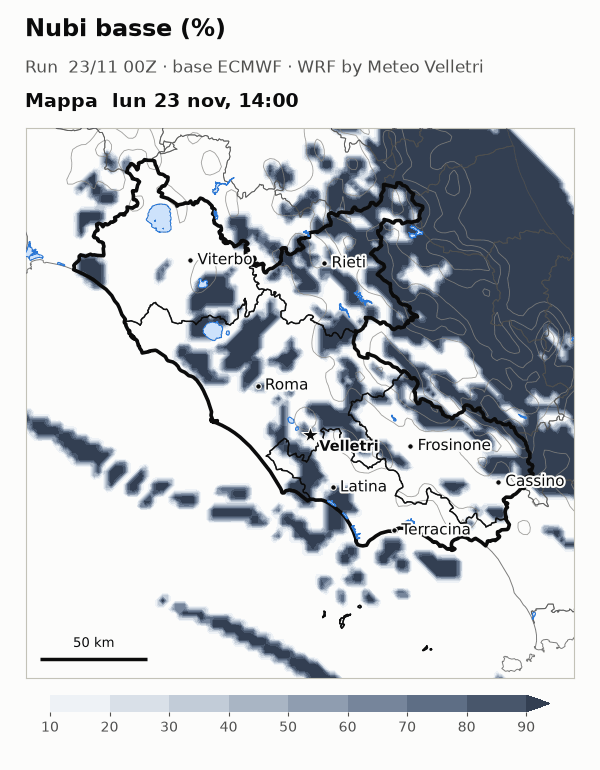 Nubi basse (%)
Run  23/11 00Z · base ECMWF · WRF by Meteo Velletri
Mappa  lun 23 nov, 14:00
Viterbo
Rieti
Roma
Velletri
Frosinone
Cassino
Latina
Terracina
50 km
10 20 30 40 50 60 70 80 90